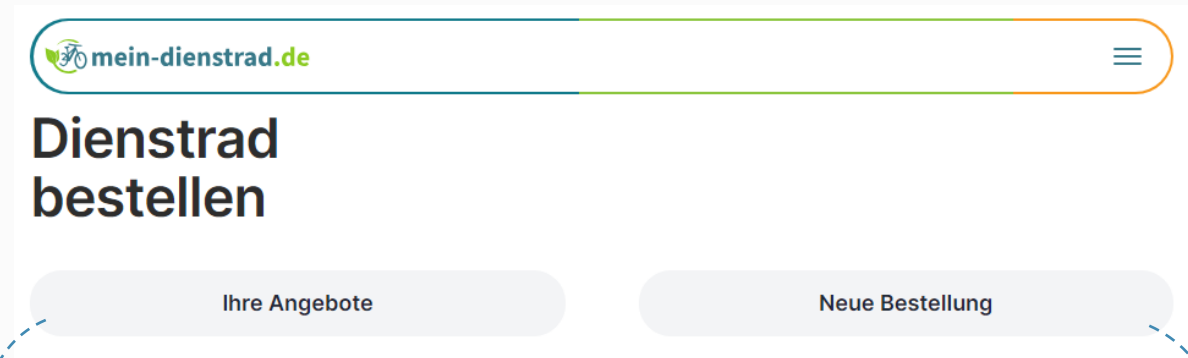 mein-dienstrad.de
Dienstrad
bestellen
Ihre Angebote
Neue Bestellung